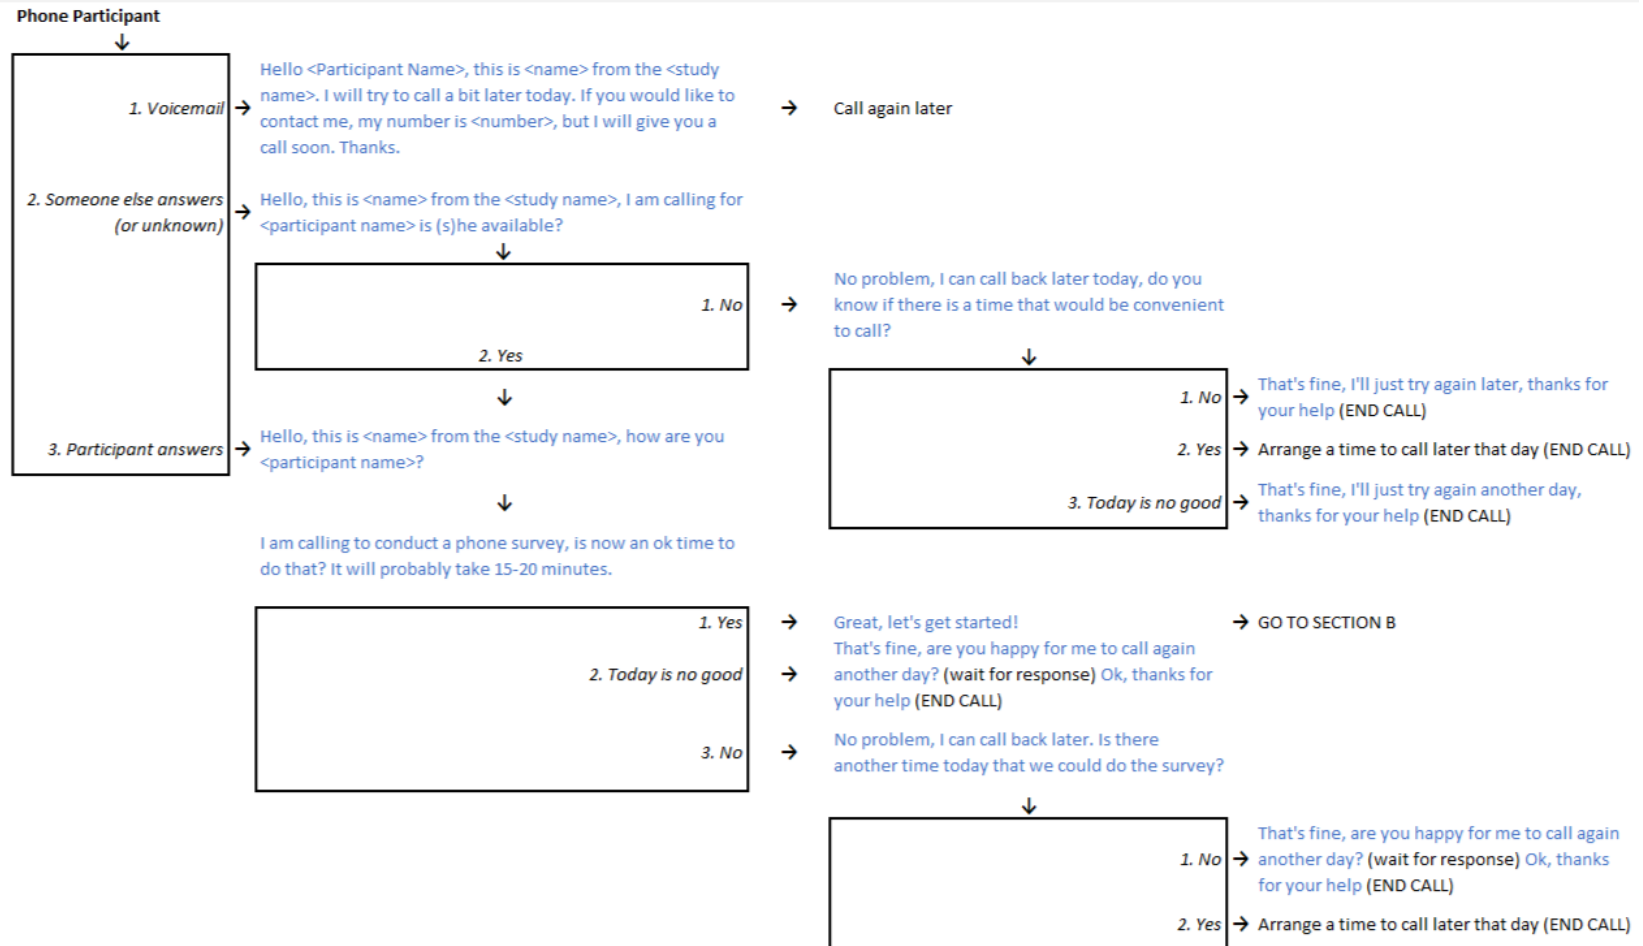 Phone Participant
↓
1. Voicemail →
Hello <Participant Name>, this is <name> from the <study
name>. I will try to call a bit later today. If you would like to
contact me, my number is <number>, but I will give you a
call soon. Thanks.
→ Call again later
2. Someone else answers
(or unknown) →
Hello, this is <name> from the <study name>, I am calling for
<participant name> is (s)he available?
↓
1. No →
No problem, I can call back later today, do you
know if there is a time that would be convenient
to call?
↓
1. No →
That's fine, I'll just try again later, thanks for
your help (END CALL)
2. Yes → Arrange a time to call later that day (END CALL)
3. Today is no good →
That's fine, I'll just try again another day,
thanks for your help (END CALL)
2. Yes
↓
3. Participant answers →
Hello, this is <name> from the <study name>, how are you
<participant name>?
↓
I am calling to conduct a phone survey, is now an ok time to
do that? It will probably take 15-20 minutes.
1. Yes → Great, let's get started! → GO TO SECTION B
2. Today is no good →
That's fine, are you happy for me to call again
another day? (wait for response) Ok, thanks for
your help (END CALL)
3. No →
No problem, I can call back later. Is there
another time today that we could do the survey?
↓
1. No →
That's fine, are you happy for me to call again
another day? (wait for response) Ok, thanks
for your help (END CALL)
2. Yes → Arrange a time to call later that day (END CALL)